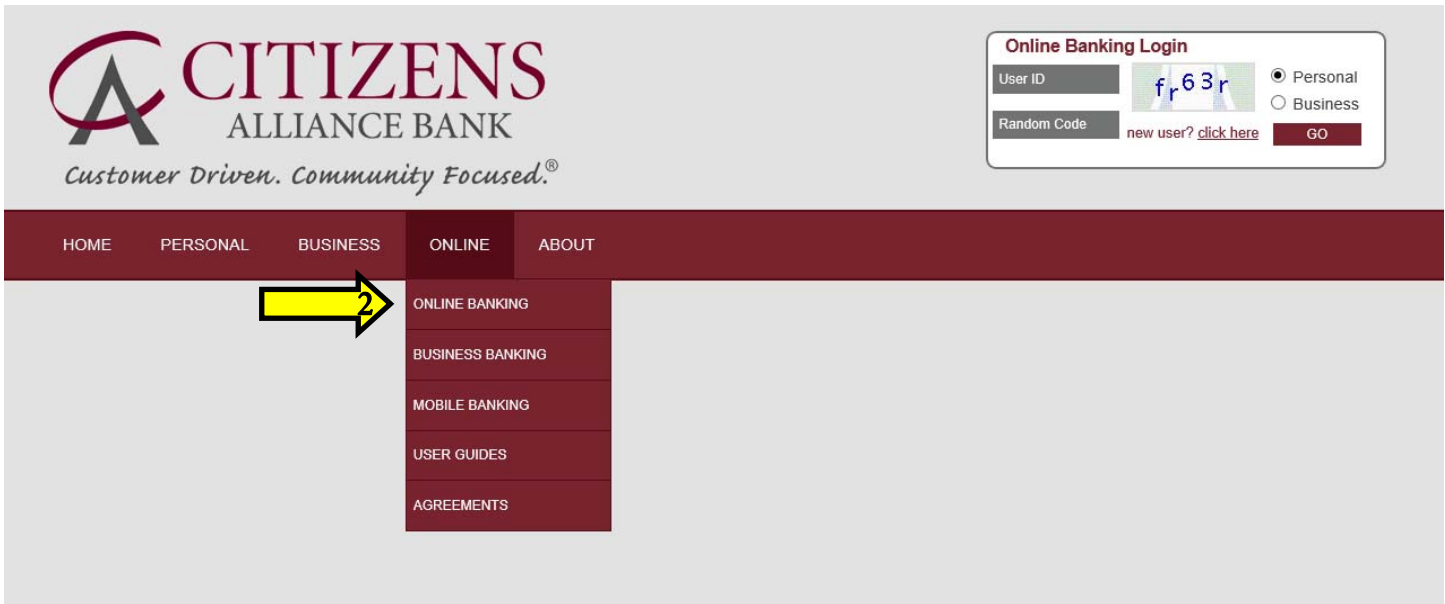 CITIZENS
ALLIANCE BANK
Customer Driven. Community Focused.®
Online Banking Login
User ID
fr63r
Personal
Business
Random Code
new user? click here
GO
HOME PERSONAL BUSINESS ONLINE ABOUT
2
ONLINE BANKING
BUSINESS BANKING
MOBILE BANKING
USER GUIDES
AGREEMENTS